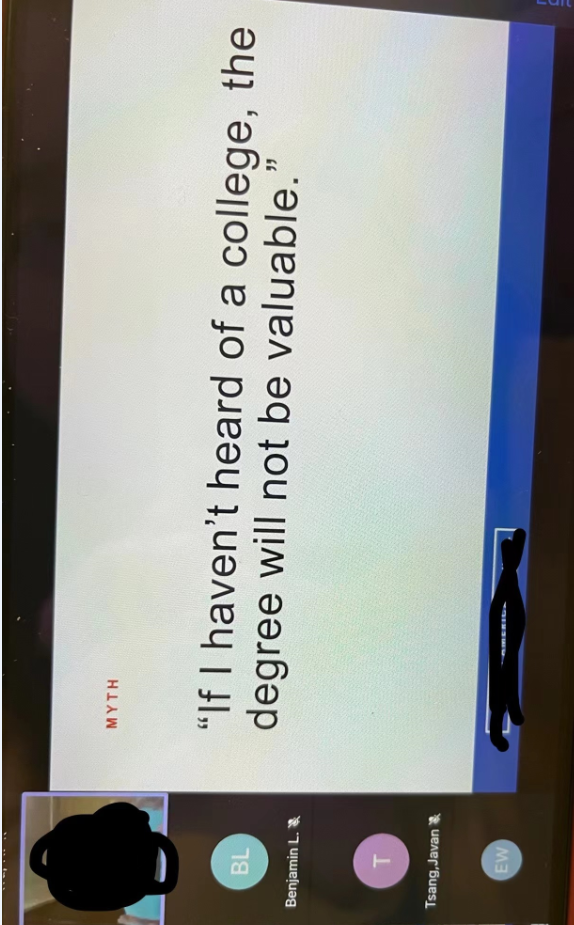 MYTH
“If I haven’t heard of a college, the
degree will not be valuable.”
BL
Benjamin L.
T
Tsang,Javan
EW